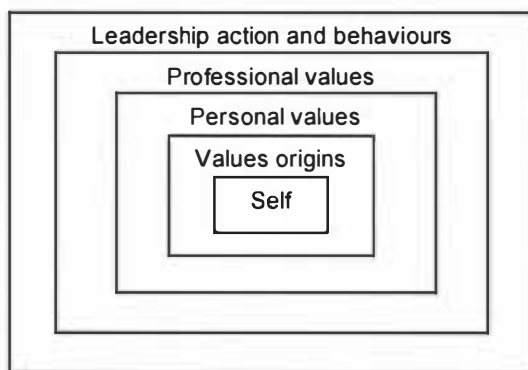 Leadership action and behaviours
Professional values
Personal values
Values origins
Self